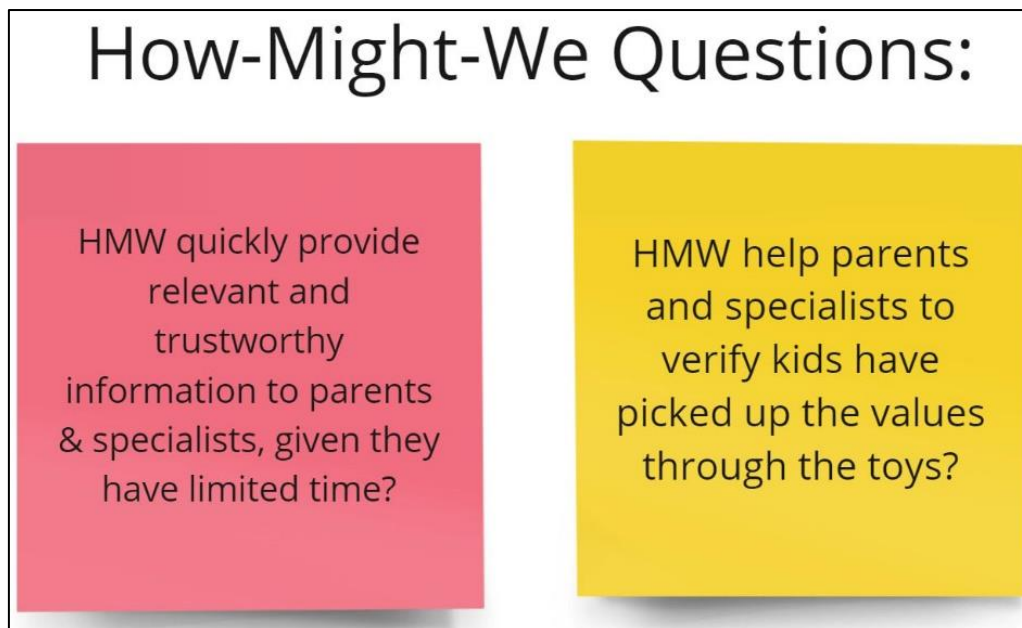 How-Might-We Questions:
HMW quickly provide
relevant and
trustworthy
information to parents
& specialists, given they
have limited time?
HMW help parents
and specialists to
verify kids have
picked up the values
through the toys?